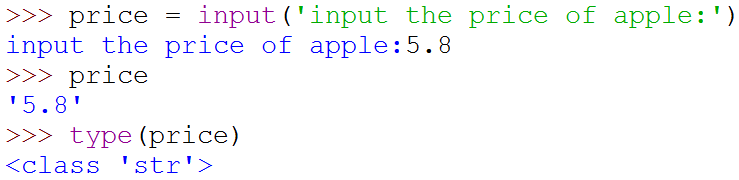 >>> price = input('input the price of apple:')
input the price of apple:5.8
>>> price
'5.8'
>>> type(price)
<class 'str'>